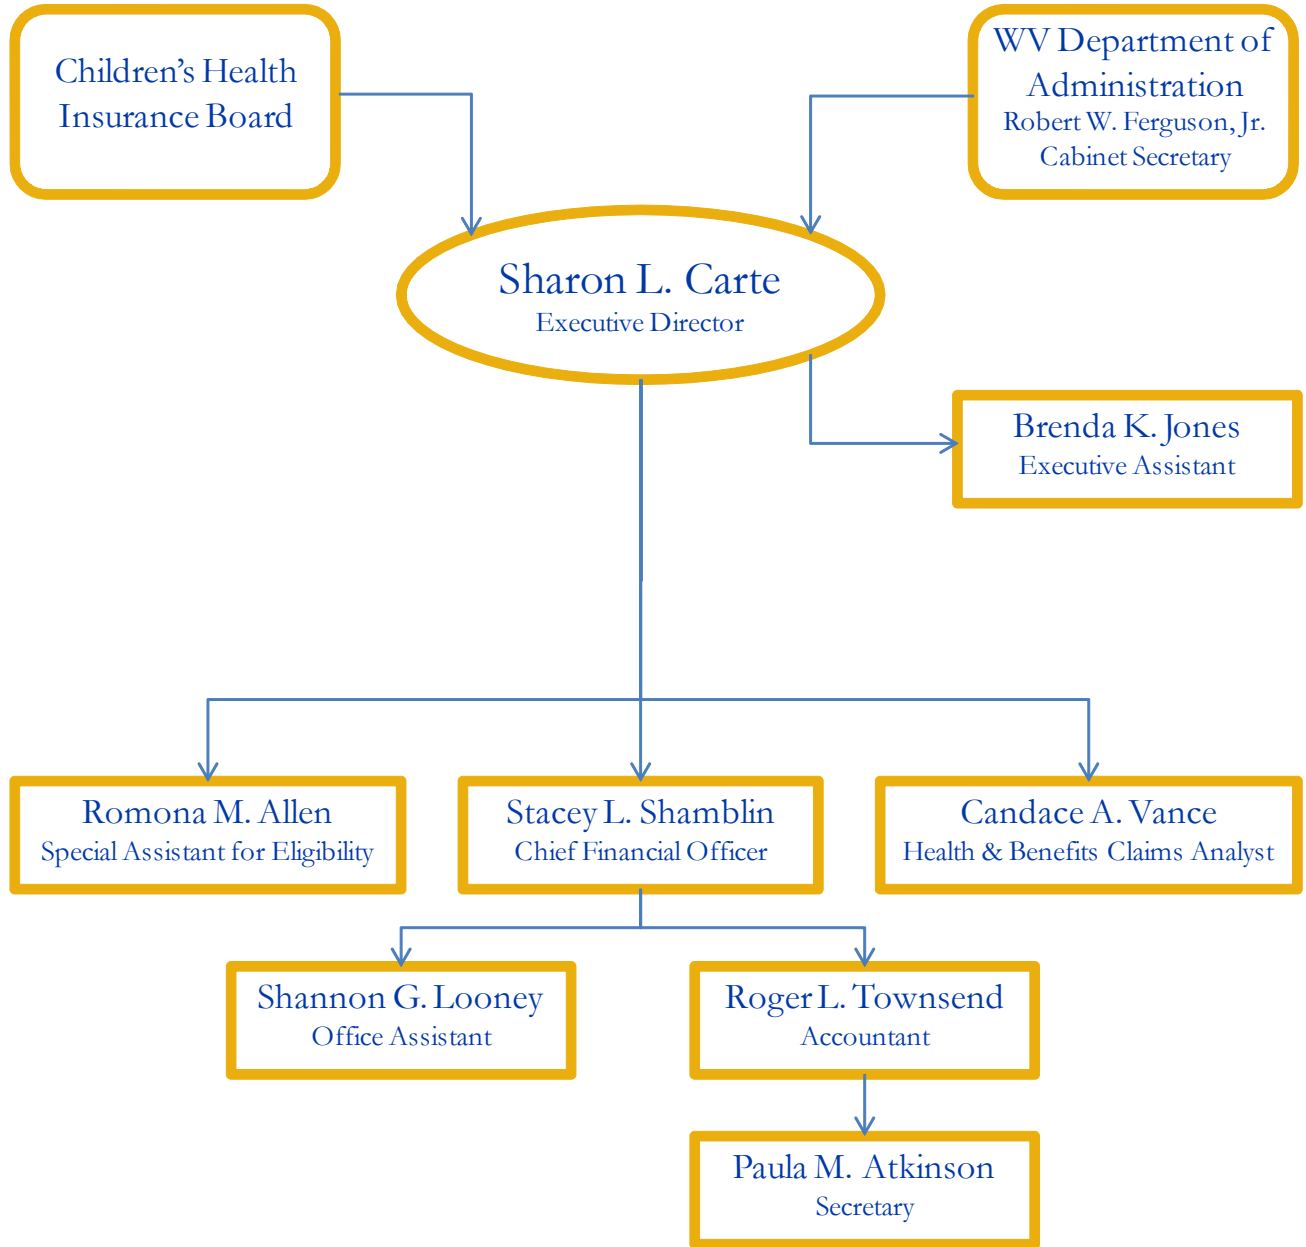 Children's Health
Insurance Board
WV Department of
Administration
Robert W. Ferguson, Jr.
Cabinet Secretary
Sharon L. Carte
Executive Director
Brenda K. Jones
Executive Assistant
Romona M. Allen
Special Assistant for Eligibility
Stacey L. Shamblin
Chief Financial Officer
Candace A. Vance
Health & Benefits Claims Analyst
Shannon G. Looney
Office Assistant
Roger L. Townsend
Accountant
Paula M. Atkinson
Secretary